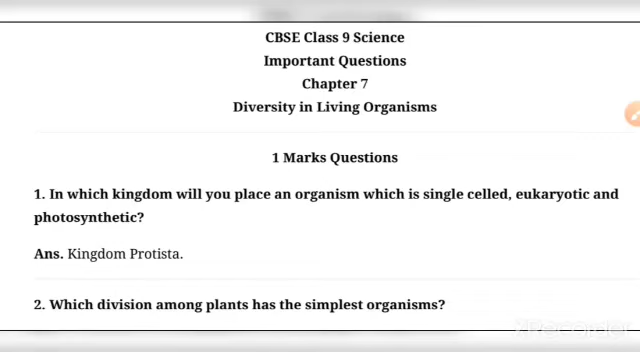 CBSE Class 9 Science
Important Questions
Chapter 7
Diversity in Living Organisms
1 Marks Questions
1. In which kingdom will you place an organism which is single celled, eukaryotic and
photosynthetic?
Ans. Kingdom Protista.
2. Which division among plants has the simplest organisms?
XRecorder